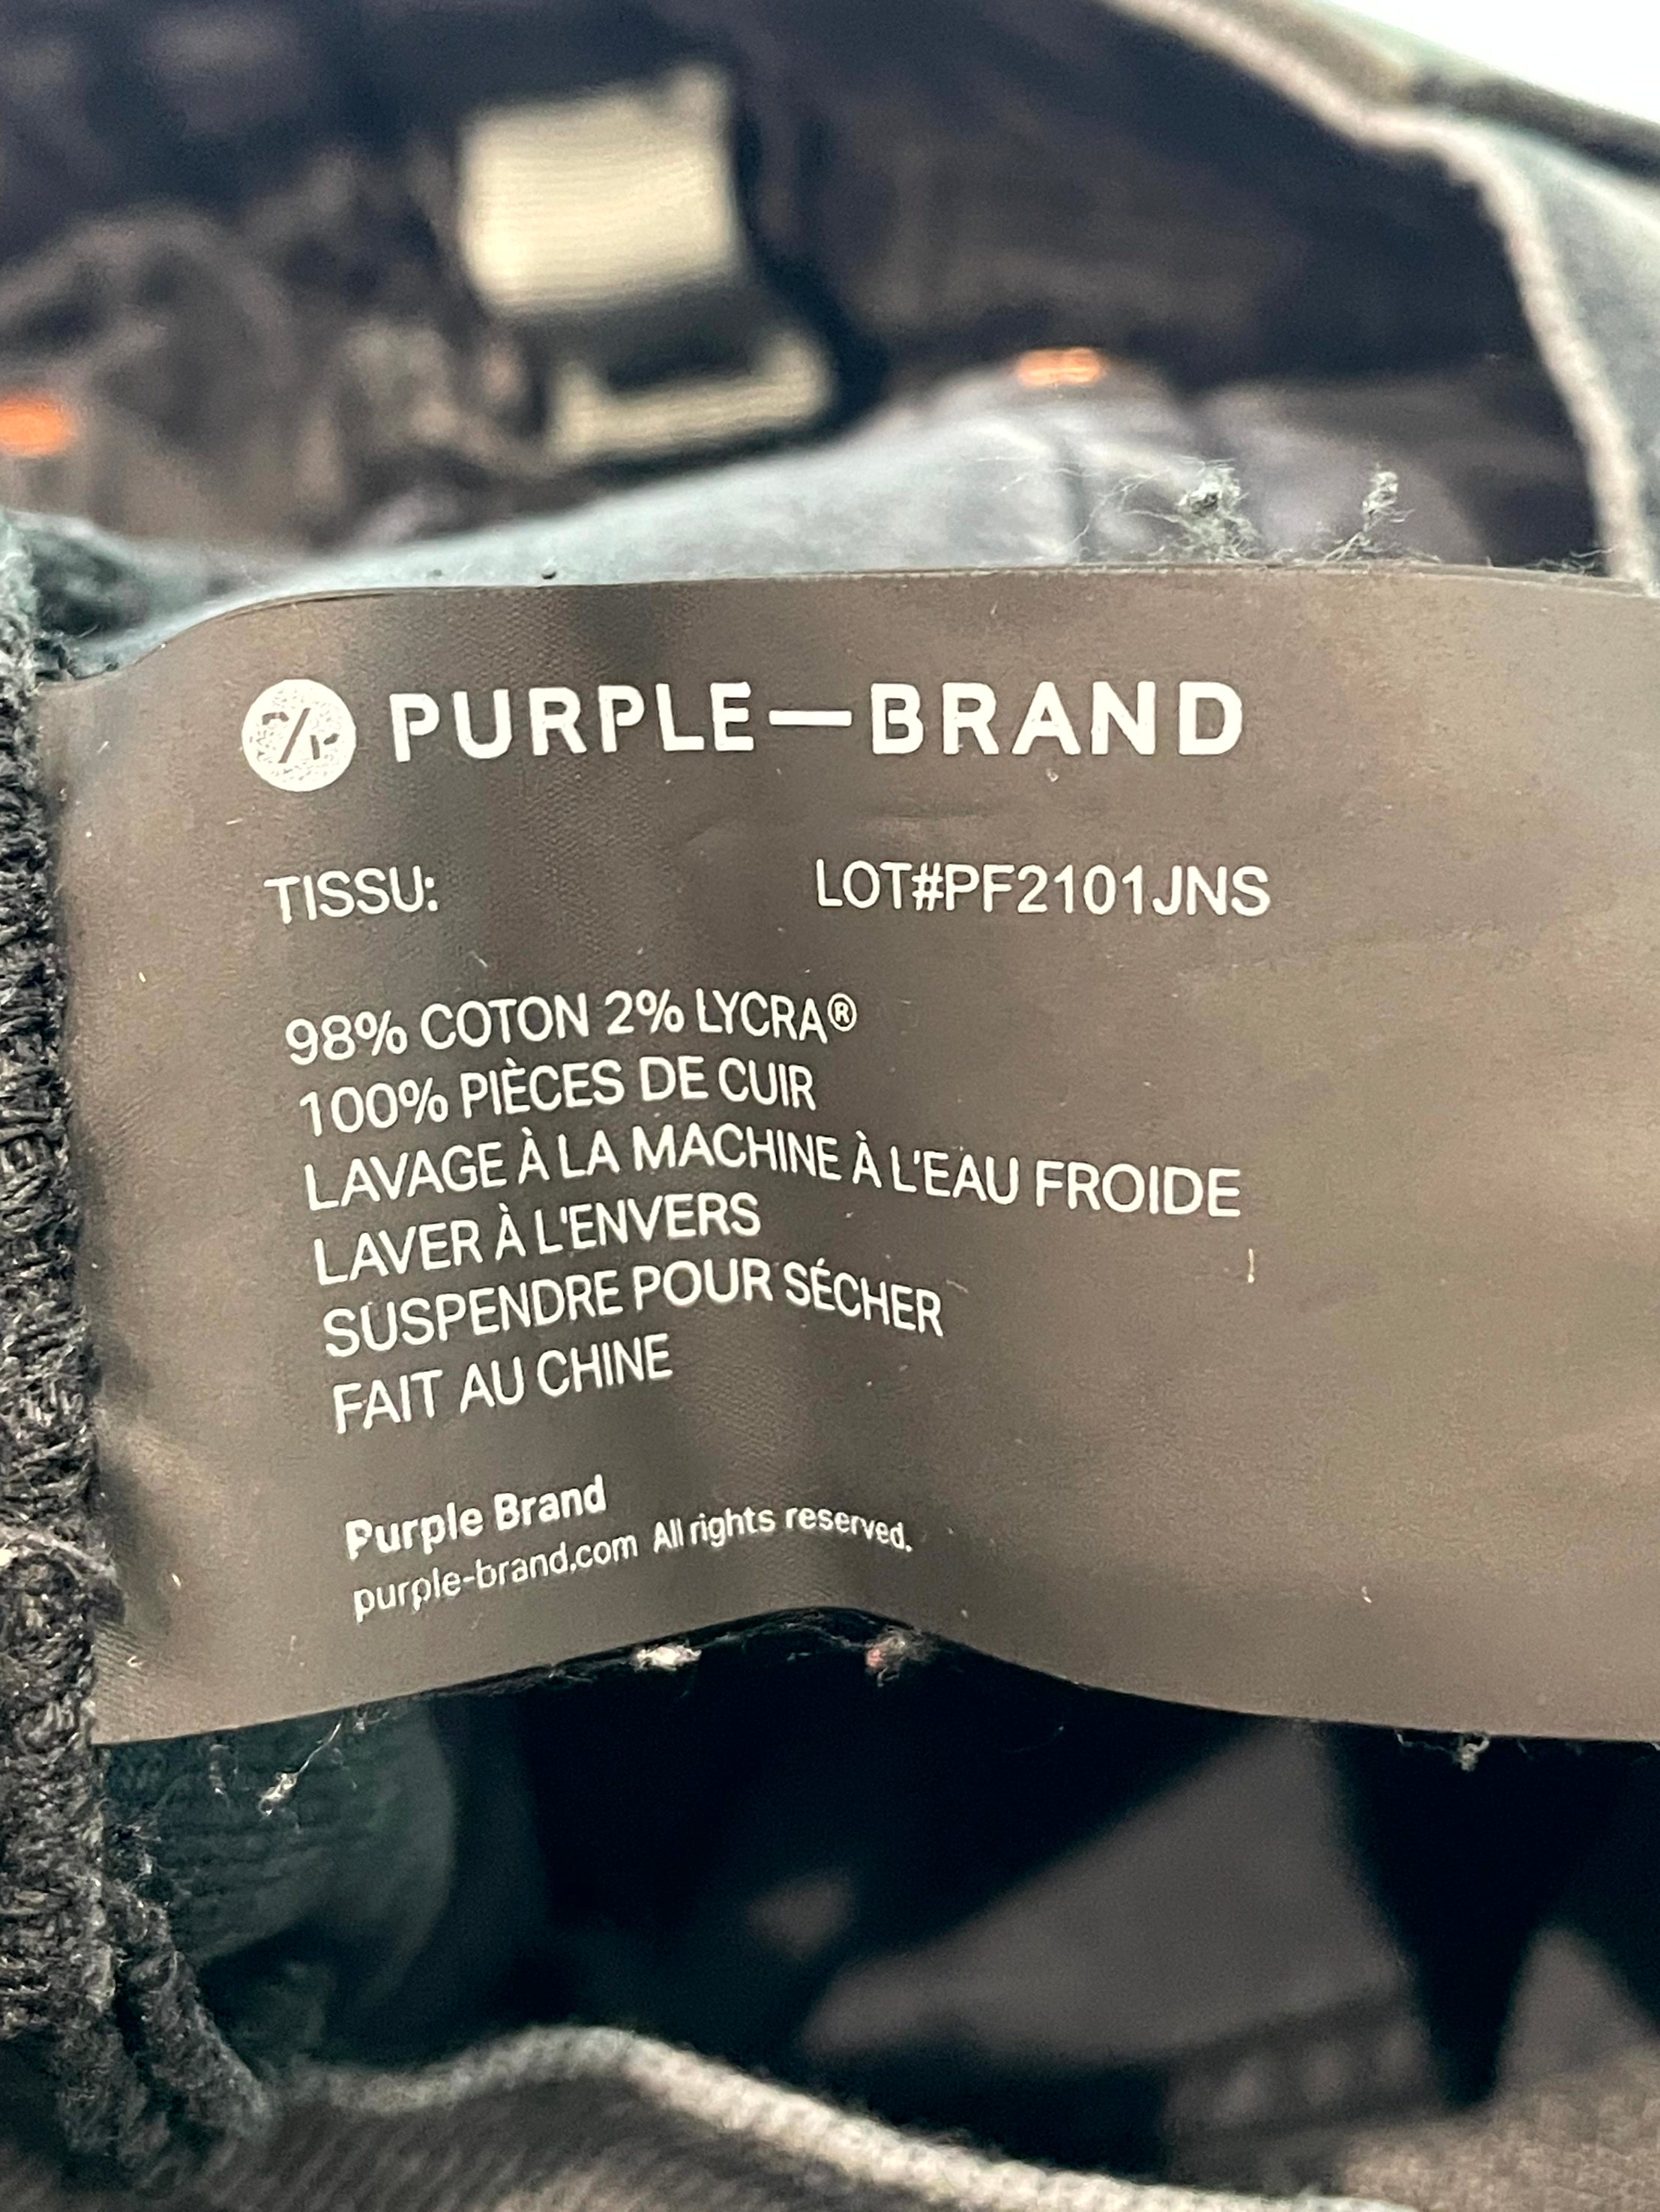 PURPLE—BRAND
TISSU: LOT#PF2101JNS
98% COTON 2% LYCRA®
100% PIÈCES DE CUIR
LAVAGE À LA MACHINE À L'EAU FROIDE
LAVER À L'ENVERS
SUSPENDRE POUR SÉCHER
FAIT AU CHINE
Purple Brand
purple-brand.com All rights reserved.